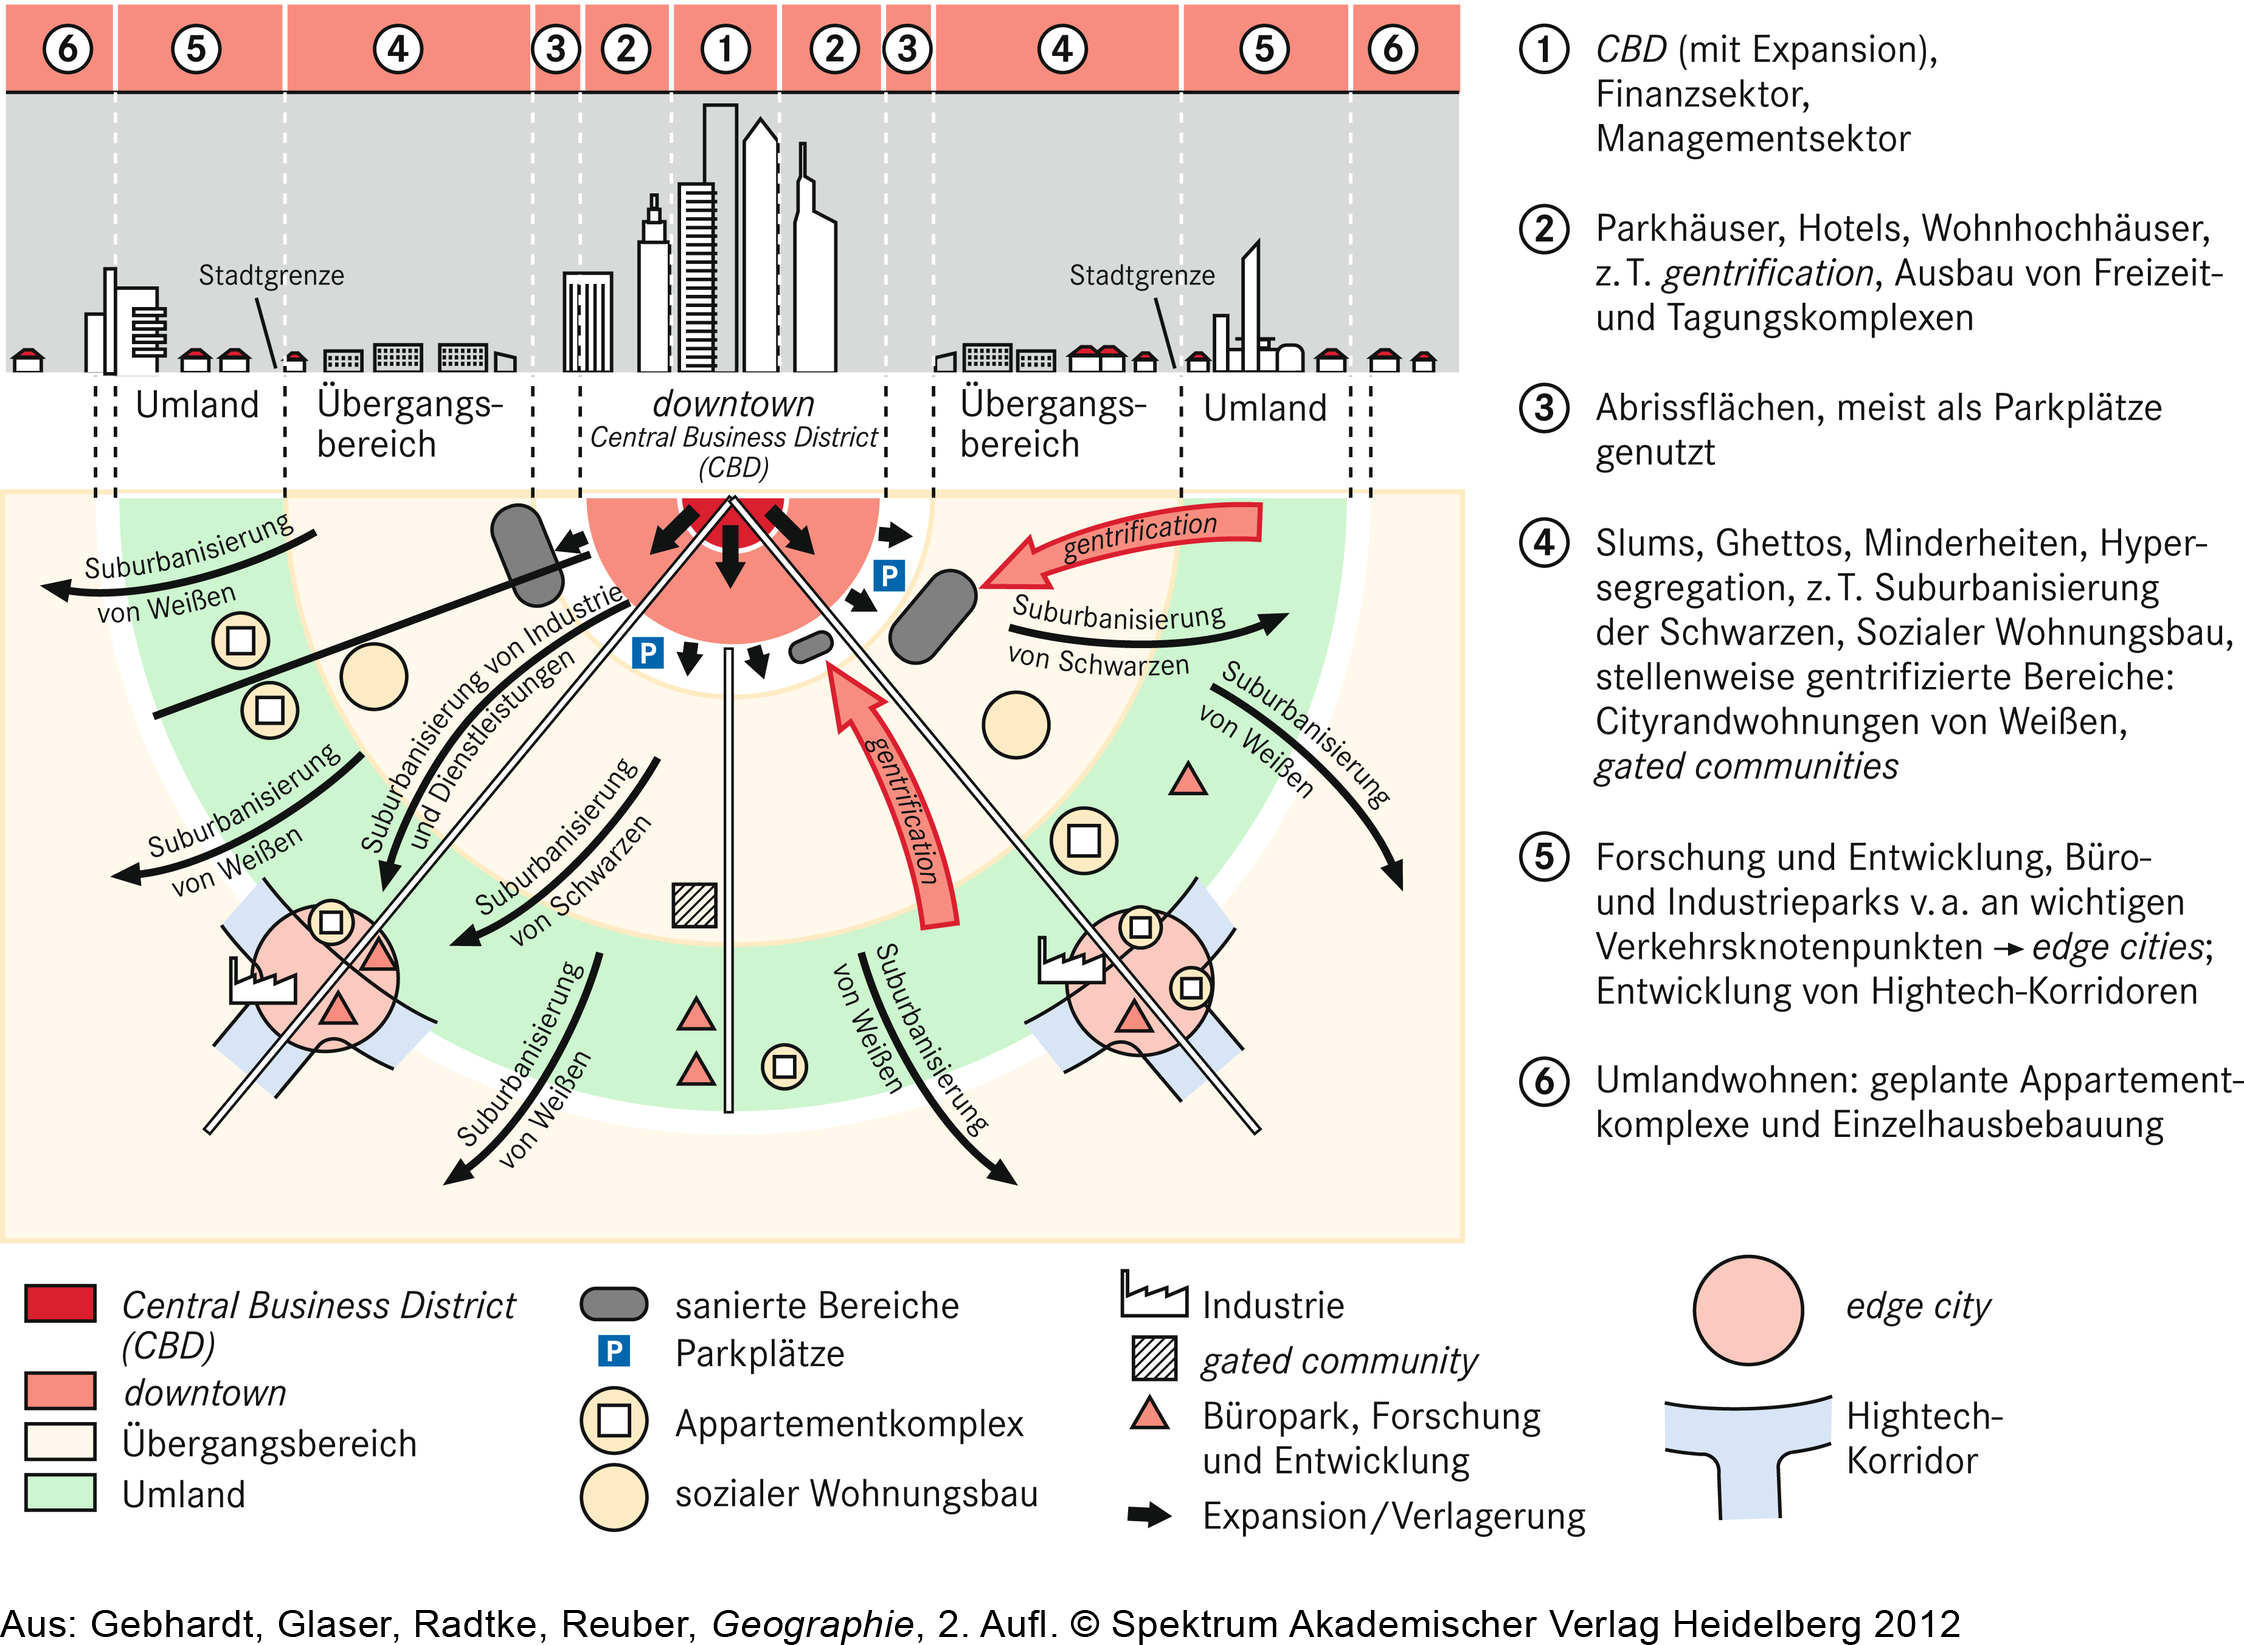 6 5 4 3 2 1 2 3 4 5 6
Stadtgrenze
Stadtgrenze
Umland
Übergangs-
bereich
downtown
Central Business District
(CBD)
Übergangs-
bereich
Umland
Suburbanisierung
von Weißen
Suburbanisierung von Industrie
und Dienstleistungen
P
P
gentrification
Suburbanisierung
von Schwarzen
Suburbanisierung
von Weißen
Suburbanisierung
von Weißen
Suburbanisierung
von Schwarzen
gentrification
Suburbanisierung
von Weißen
Suburbanisierung
von Weißen
1 CBD (mit Expansion),
Finanzsektor,
Managementsektor
2 Parkhäuser, Hotels, Wohnhochhäuser,
z. T. gentrification, Ausbau von Freizeit-
und Tagungskomplexen
3 Abrissflächen, meist als Parkplätze
genutzt
4 Slums, Ghettos, Minderheiten, Hyper-
segregation, z. T. Suburbanisierung
der Schwarzen, Sozialer Wohnungsbau,
stellenweise gentrifizierte Bereiche:
Cityrandwohnungen von Weißen,
gated communities
5 Forschung und Entwicklung, Büro-
und Industrieparks v. a. an wichtigen
Verkehrsknotenpunkten → edge cities;
Entwicklung von Hightech-Korridoren
6 Umlandwohnen: geplante Appartement-
komplexe und Einzelhausbebauung
Central Business District
(CBD)
downtown
Übergangsbereich
Umland
sanierte Bereiche
P Parkplätze
Appartementkomplex
sozialer Wohnungsbau
Industrie
gated community
Büropark, Forschung
und Entwicklung
Expansion/Verlagerung
edge city
Hightech-
Korridor
Aus: Gebhardt, Glaser, Radtke, Reuber, Geographie, 2. Aufl. © Spektrum Akademischer Verlag Heidelberg 2012